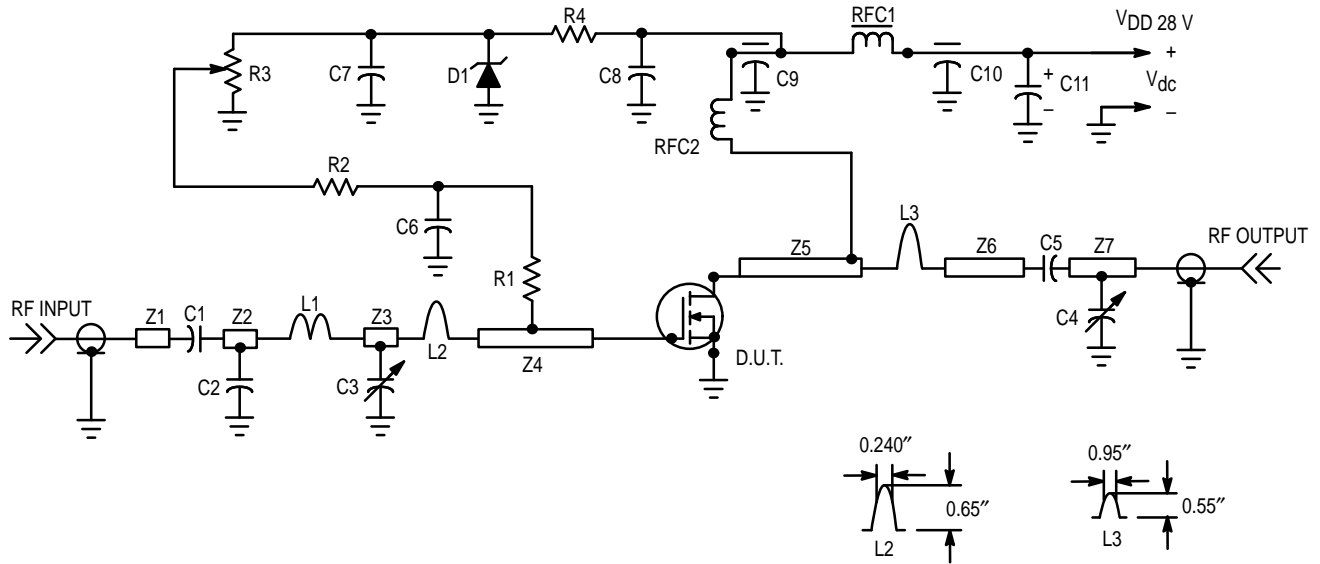 R4
RFC1
VDD 28 V
+
R3
C7
D1
C8
C9
C10
+
C11
–
Vdc
–
RFC2
R2
C6
L3
R1
Z5
Z6
C5
Z7
RF OUTPUT
C4
RF INPUT
Z1
C1
Z2
L1
Z3
L2
Z4
C2
C3
D.U.T.
0.240″
0.65″
L2
0.95″
0.55″
L3